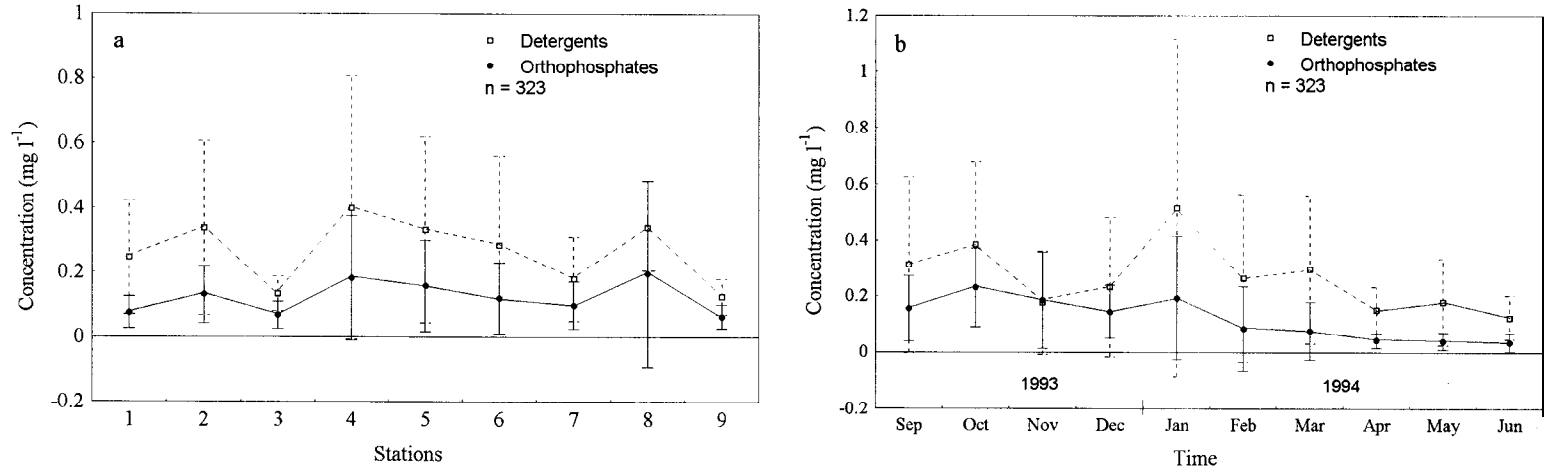 a
Detergents
Orthophosphates
n = 323
Concentration (mg l⁻¹)
1
0.8
0.6
0.4
0.2
0
-0.2
1 2 3 4 5 6 7 8 9
Stations
b
Detergents
Orthophosphates
n = 323
Concentration (mg l⁻¹)
1.2
1
0.8
0.6
0.4
0.2
0
-0.2
1993 1994
Sep Oct Nov Dec Jan Feb Mar Apr May Jun
Time